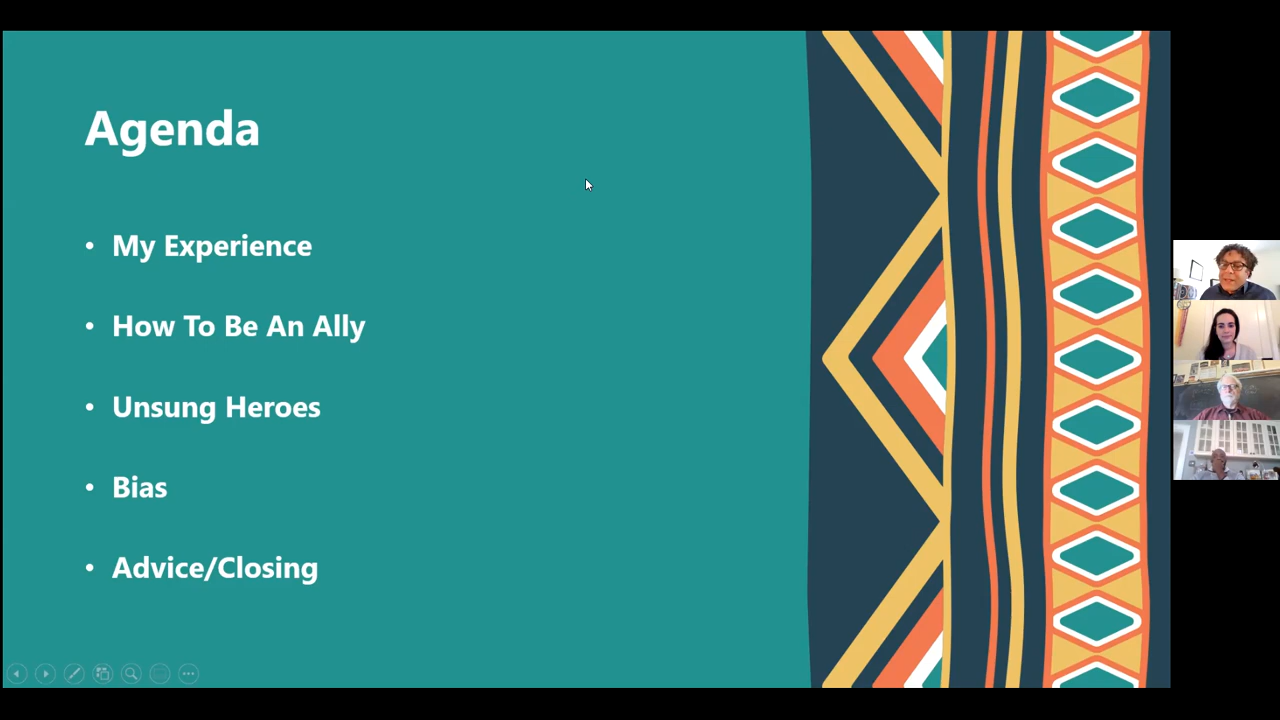 Agenda
• My Experience
• How To Be An Ally
• Unsung Heroes
• Bias
• Advice/Closing